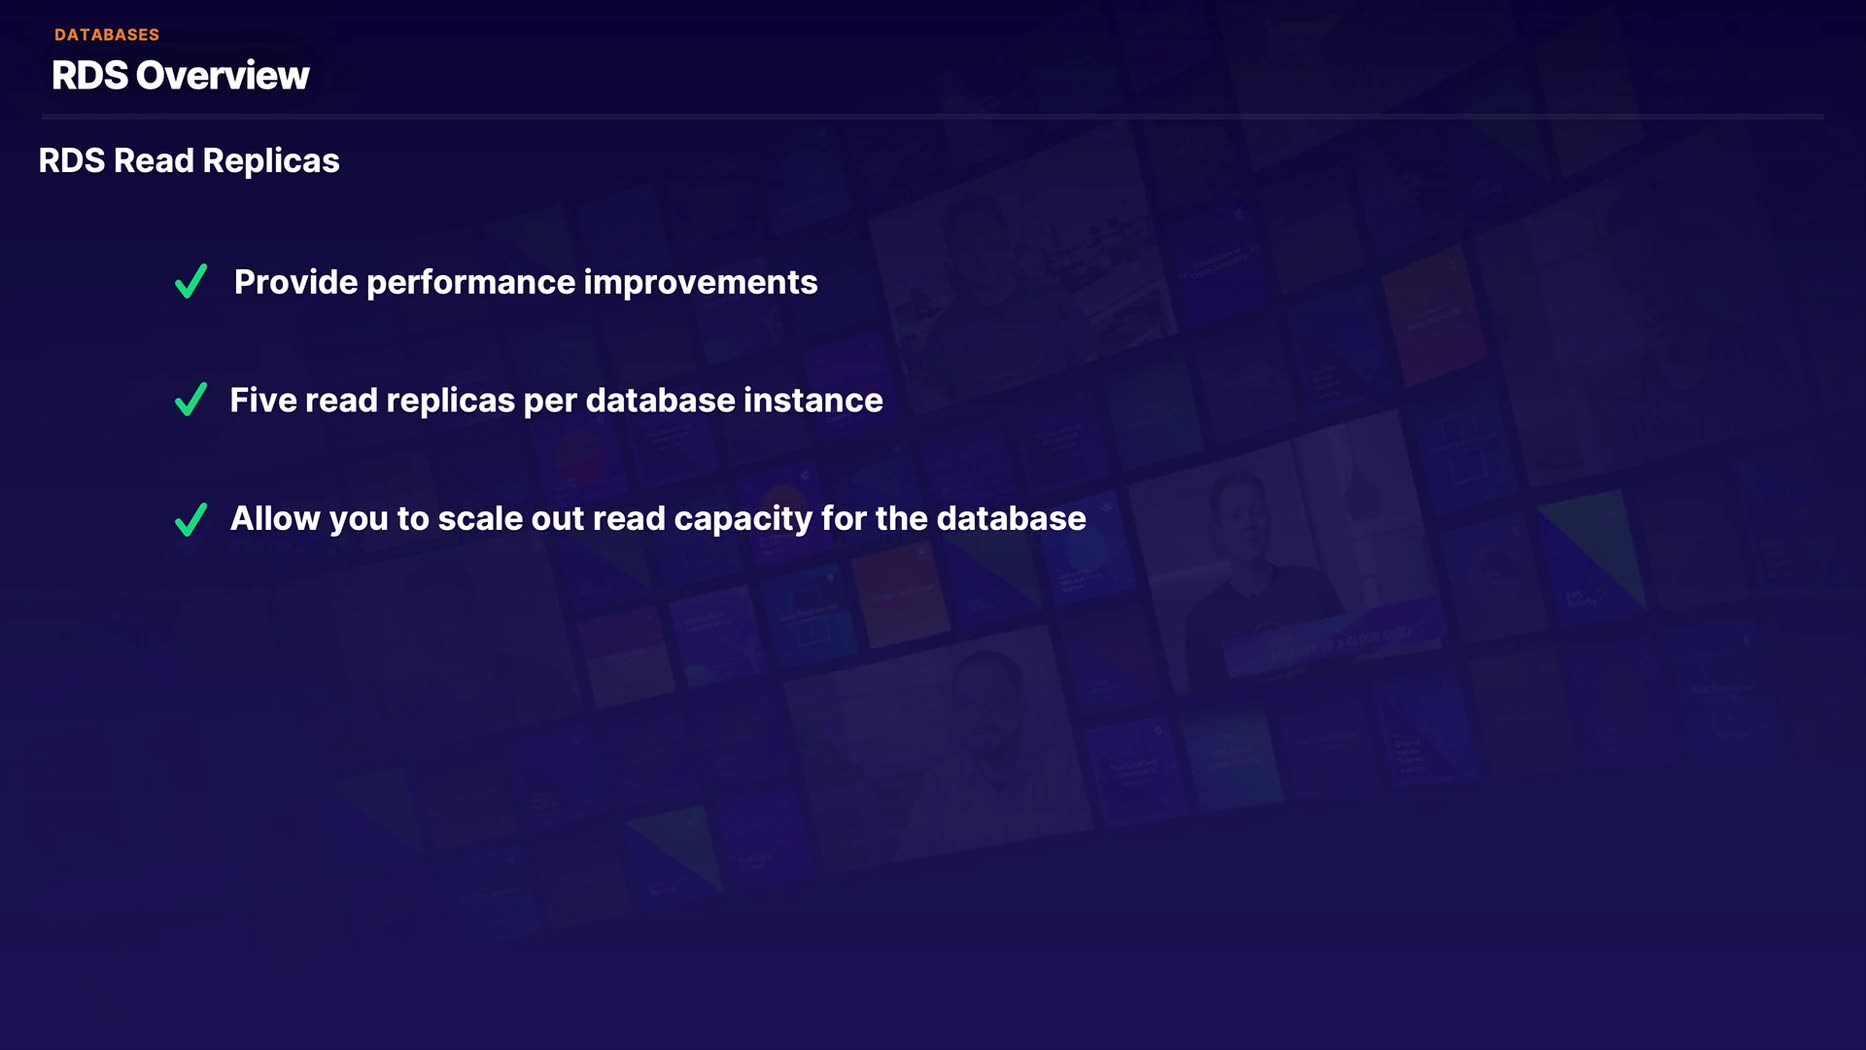 DATABASES
RDS Overview
RDS Read Replicas
Provide performance improvements
Five read replicas per database instance
Allow you to scale out read capacity for the database